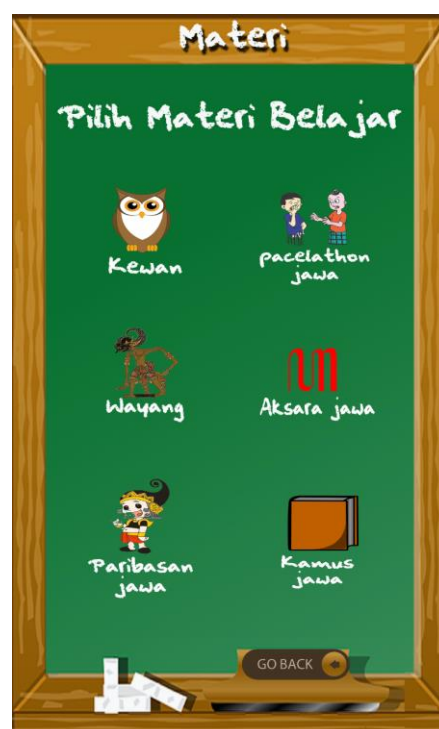 Materi
Pilih Materi Belajar
Kewan
pacelathon
jawa
Wayang
Aksara jawa
Paribasan
jawa
Kamus
jawa
GO BACK